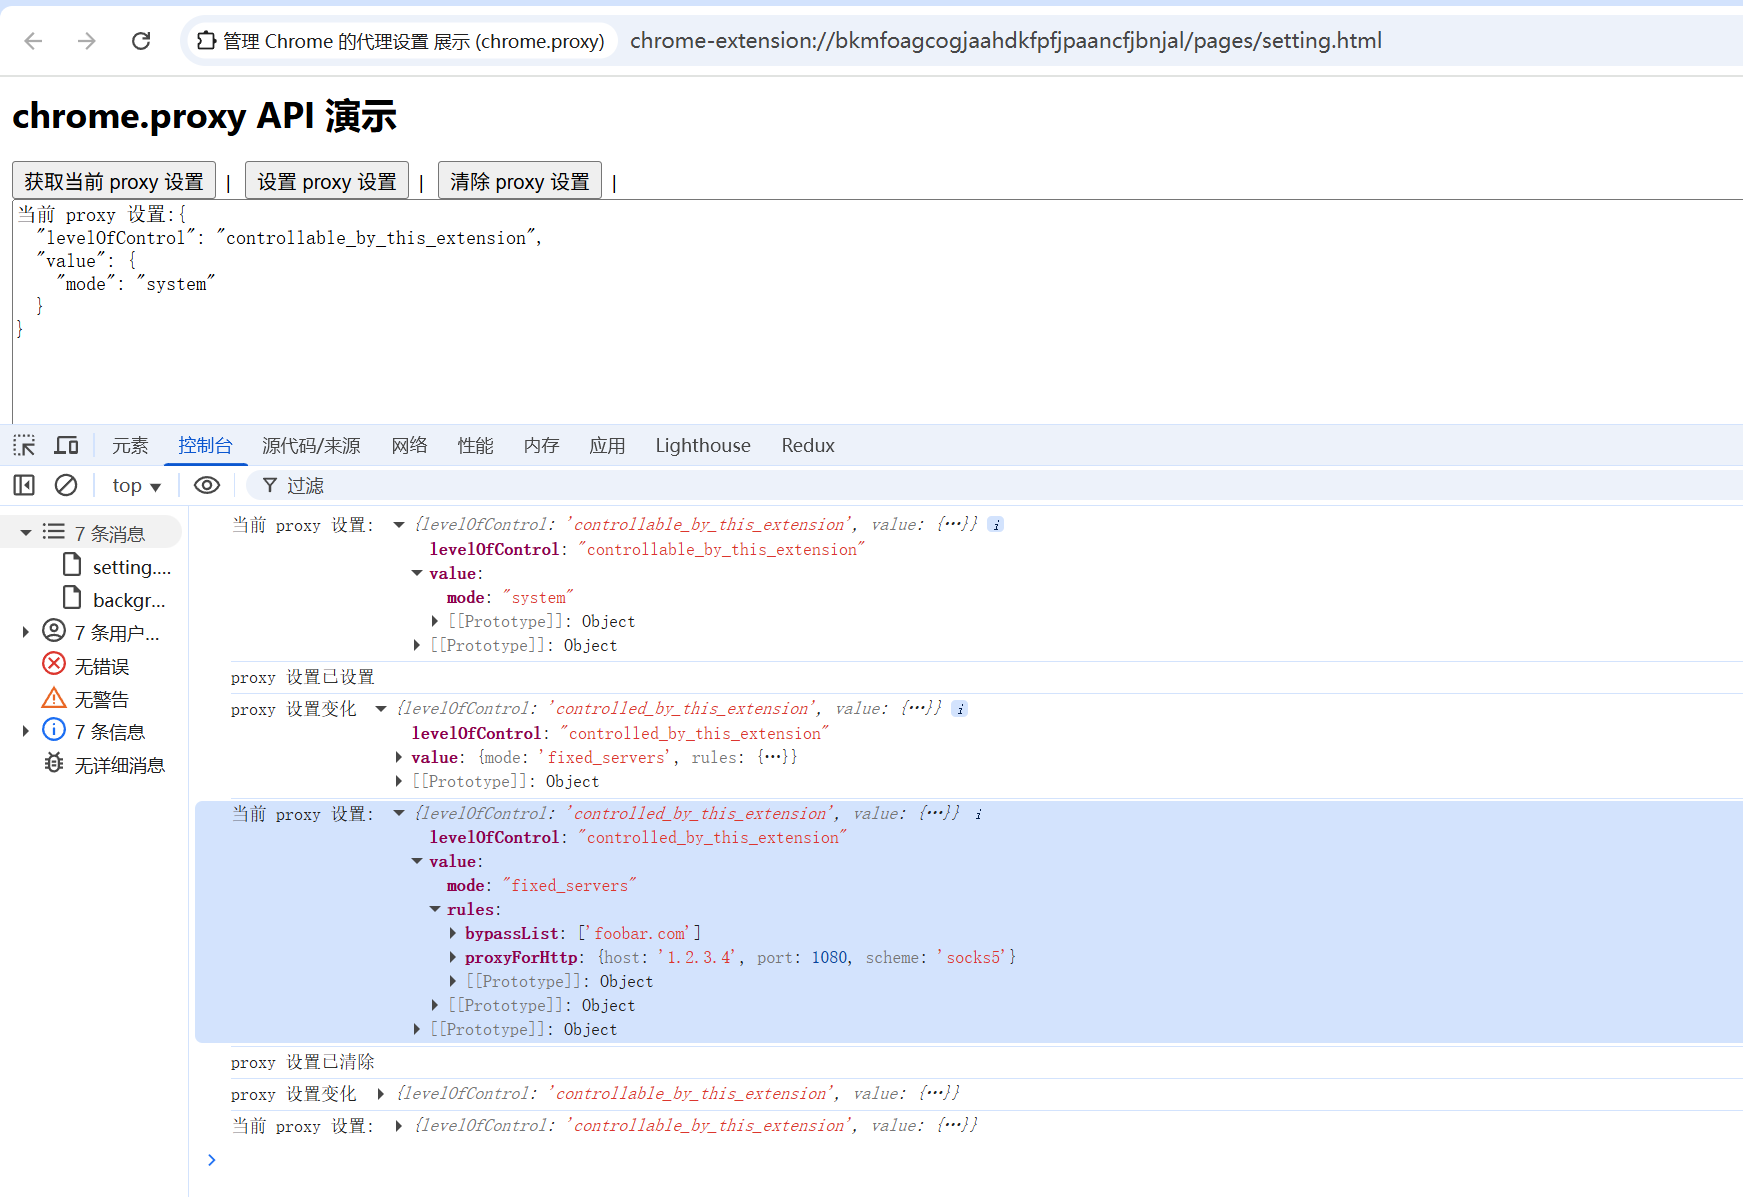 管理 Chrome 的代理设置 展示 (chrome.proxy) chrome-extension://bkmfoagcogjaahdkfpfjpaancfjbnjal/pages/setting.html
chrome.proxy API 演示
获取当前 proxy 设置 | 设置 proxy 设置 | 清除 proxy 设置 |
当前 proxy 设置:{
"levelOfControl": "controllable_by_this_extension",
"value": {
"mode": "system"
}
}
元素 控制台 源代码/来源 网络 性能 内存 应用 Lighthouse Redux
top 过滤
7 条消息
setting....
backgr...
7 条用户...
无错误
无警告
7 条信息
无详细消息
当前 proxy 设置: {levelOfControl: 'controllable_by_this_extension', value: {…}} i
levelOfControl: "controllable_by_this_extension"
value:
mode: "system"
[[Prototype]]: Object
[[Prototype]]: Object
proxy 设置已设置
proxy 设置变化 {levelOfControl: 'controlled_by_this_extension', value: {…}} i
levelOfControl: "controlled_by_this_extension"
value: {mode: 'fixed_servers', rules: {…}}
[[Prototype]]: Object
当前 proxy 设置: {levelOfControl: 'controlled_by_this_extension', value: {…}} i
levelOfControl: "controlled_by_this_extension"
value:
mode: "fixed_servers"
rules:
bypassList: ['foobar.com']
proxyForHttp: {host: '1.2.3.4', port: 1080, scheme: 'socks5'}
[[Prototype]]: Object
[[Prototype]]: Object
[[Prototype]]: Object
proxy 设置已清除
proxy 设置变化 {levelOfControl: 'controllable_by_this_extension', value: {…}}
当前 proxy 设置: {levelOfControl: 'controllable_by_this_extension', value: {…}}